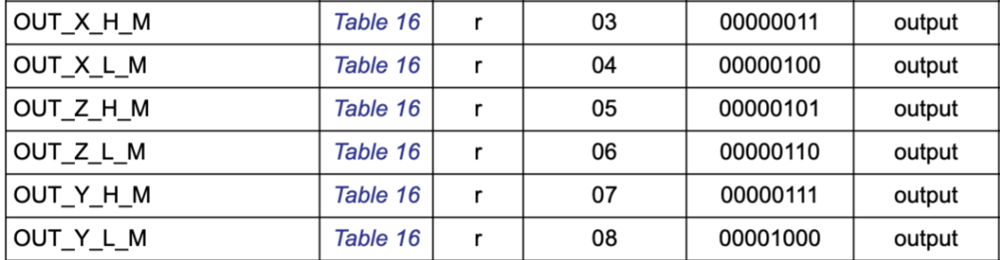 OUT_X_H_M Table 16 r 03 00000011 output
OUT_X_L_M Table 16 r 04 00000100 output
OUT_Z_H_M Table 16 r 05 00000101 output
OUT_Z_L_M Table 16 r 06 00000110 output
OUT_Y_H_M Table 16 r 07 00000111 output
OUT_Y_L_M Table 16 r 08 00001000 output